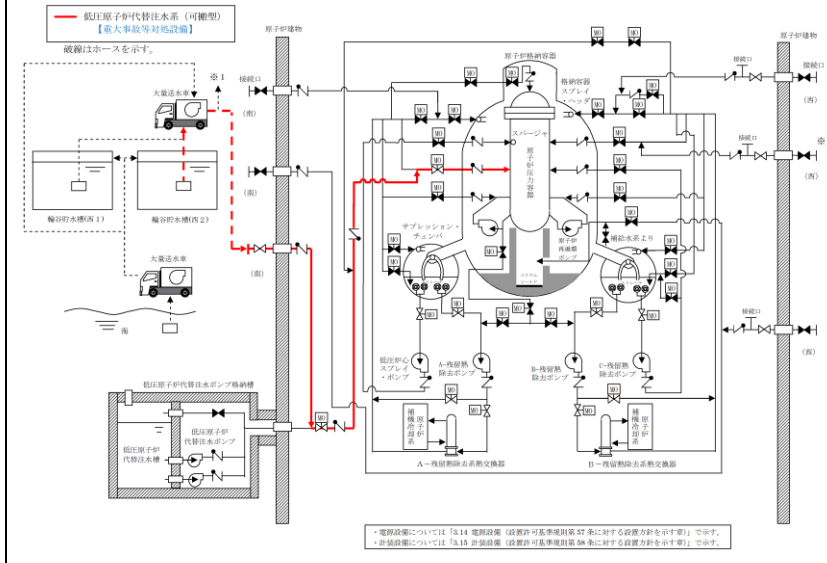 低圧原子炉代替注水系（可搬型）
【重大事故等対処設備】
破線はホースを示す。
※1
大量送水車
接続口
(南)
(南)
(南)
輪谷貯水槽(西1)
輪谷貯水槽(西2)
大量送水車
海
原子炉建物
原子炉建物
原子炉格納容器
格納容器
スプレイ・
ヘッダ
スパージャ
原子炉圧力容器
サプレッション・
チェンバ
原子炉
再循環
ポンプ
補給水系より
接続口
接続口
(西)
接続口
※
(西)
接続口
(西)
MO
低圧炉心
スプレイ・
ポンプ
A-残留熱
除去ポンプ
B-残留熱
除去ポンプ
C-残留熱
除去ポンプ
原子炉
補機冷却系
原子炉
補機冷却系
A－残留熱除去系熱交換器
B－残留熱除去系熱交換器
低圧原子炉代替注水ポンプ格納槽
低圧原子炉
代替注水槽
低圧原子炉
代替注水ポンプ
・電源設備については「3.14 電源設備（設置許可基準規則第57条に対する設置方針を示す章）」で示す。
・計装設備については「3.15 計装設備（設置許可基準規則第58条に対する設置方針を示す章）」で示す。